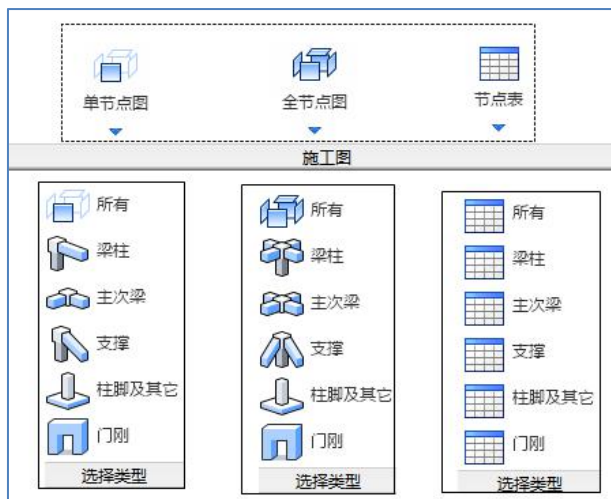 单节点图 全节点图 节点表
施工图
所有
梁柱
主次梁
支撑
柱脚及其它
门刚
选择类型
所有
梁柱
主次梁
支撑
柱脚及其它
门刚
选择类型
所有
梁柱
主次梁
支撑
柱脚及其它
门刚
选择类型